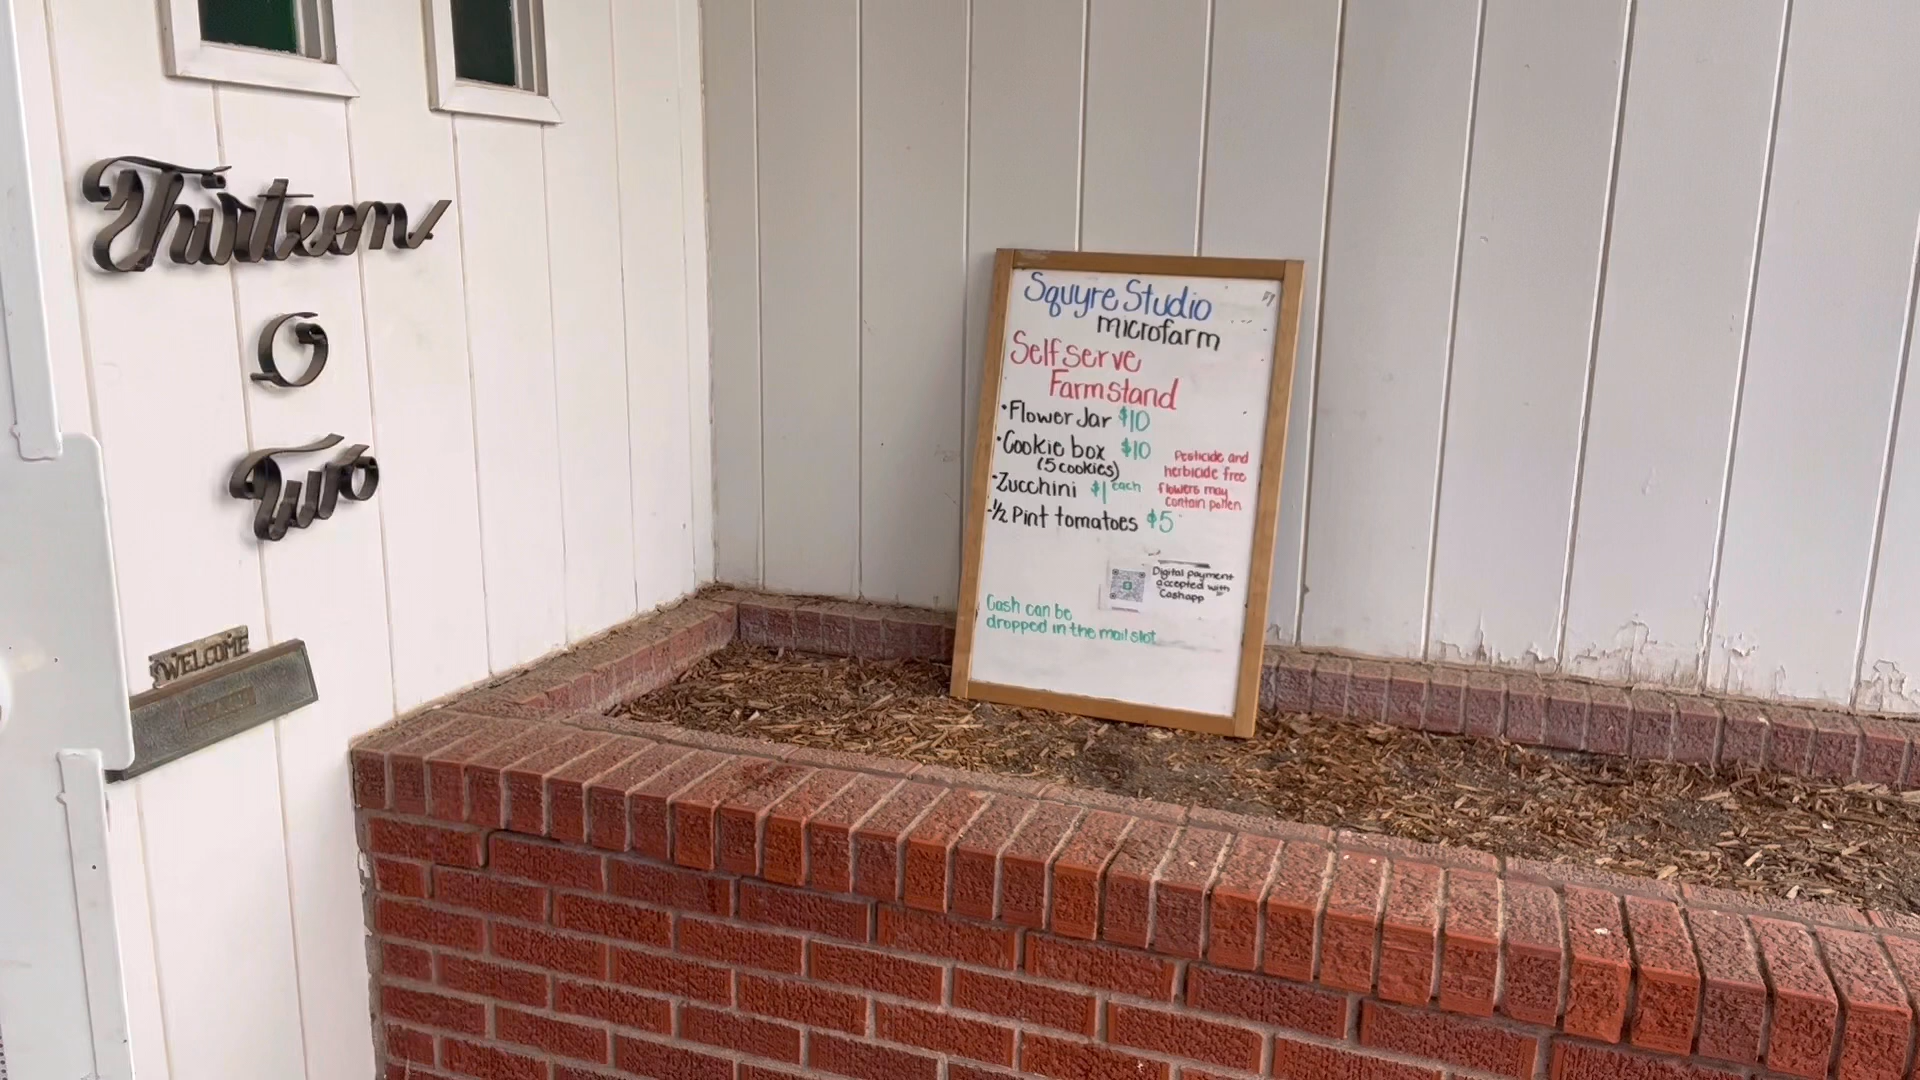 Thirteen
O
Two
WELCOME
Squyre Studio
microfarm
Self serve
Farmstand
•Flower Jar $10
•Cookie box $10
(5 cookies)
•Zucchini $1 each
-1/2 Pint tomatoes $5
Pesticide and
herbicide free
flowers may
contain pollen
Digital payment
accepted with
Cashapp
Cash can be
dropped in the mail slot